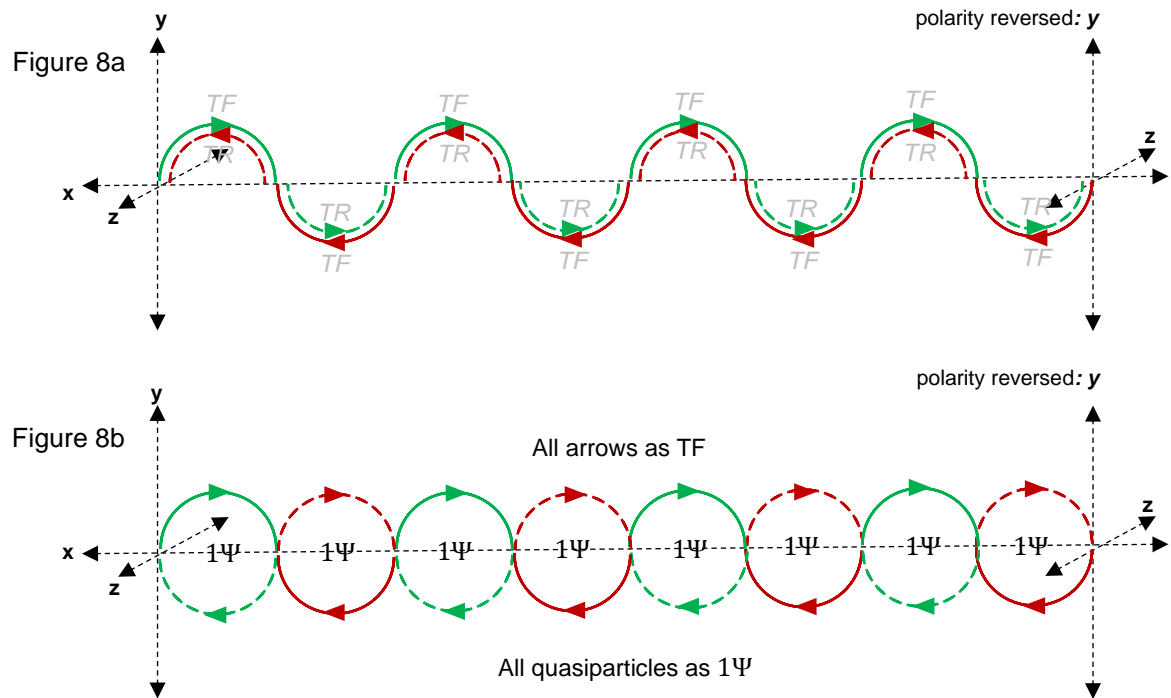 y
polarity reversed: y
Figure 8a
TF TF TF TF
TR TR TR TR
z
x
z
TR TR TR TR
TF TF TF TF
polarity reversed: y
y
Figure 8b
All arrows as TF
z
x 1Ψ 1Ψ 1Ψ 1Ψ 1Ψ 1Ψ 1Ψ 1Ψ
z
All quasiparticles as 1Ψ